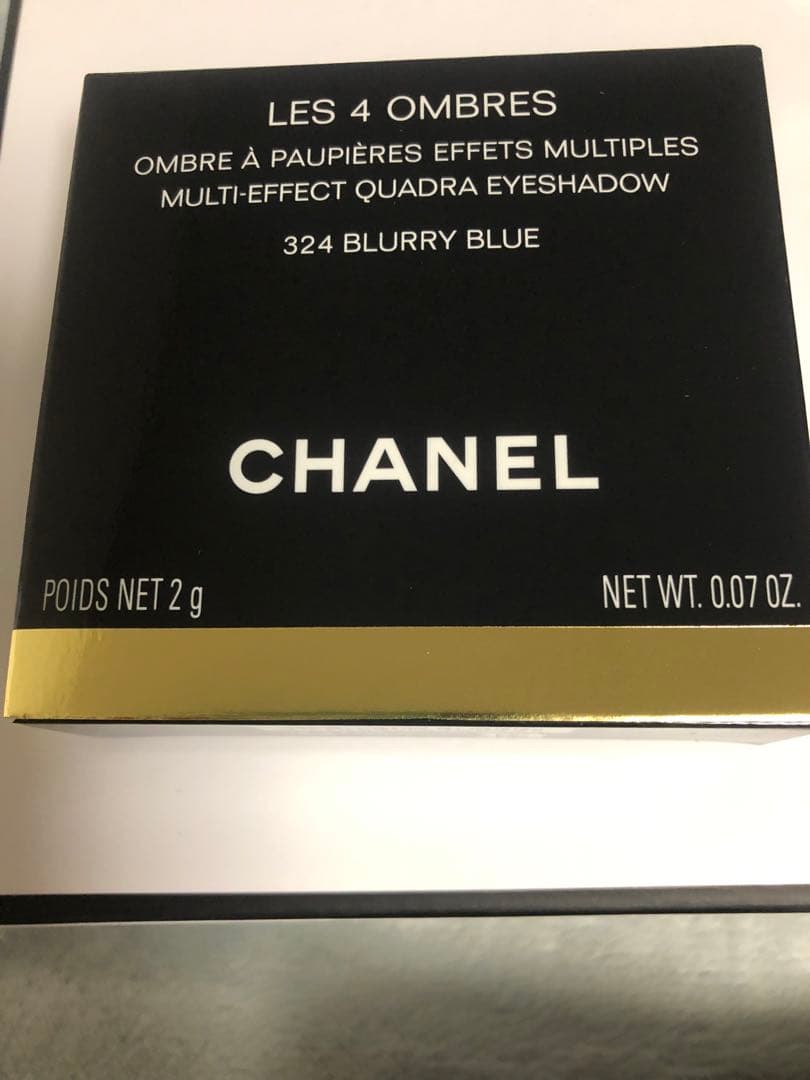 LES 4 OMBRES
OMBRE À PAUPIÈRES EFFETS MULTIPLES
MULTI-EFFECT QUADRA EYESHADOW
324 BLURRY BLUE
CHANEL
POIDS NET 2 g NET WT. 0.07 OZ.